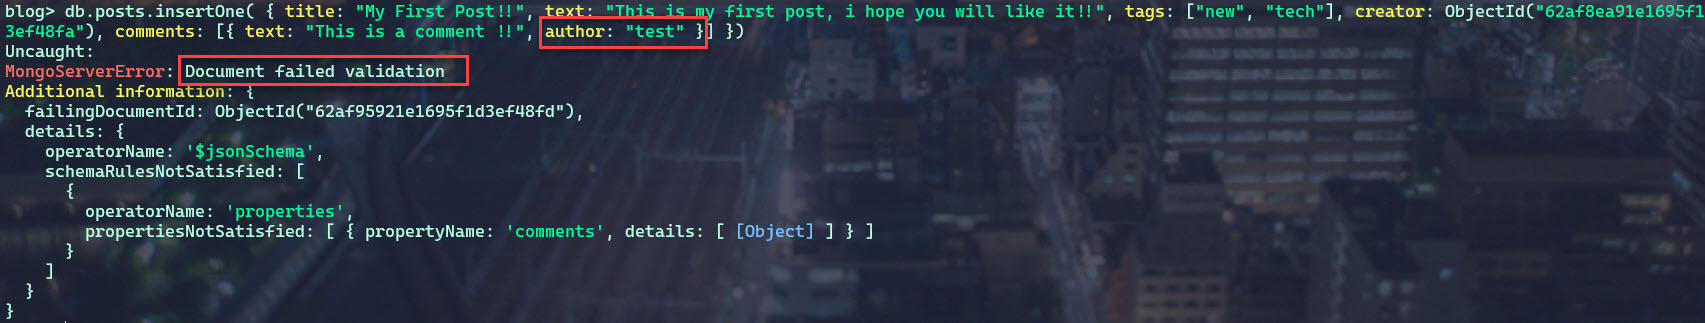 blog> db.posts.insertOne( { title: "My First Post!!", text: "This is my first post, i hope you will like it!!", tags: ["new", "tech"], creator: ObjectId("62af8ea91e1695f1
3ef48fa"), comments: [{ text: "This is a comment !!", author: "test" }] })
Uncaught:
MongoServerError: Document failed validation
Additional information: {
  failingDocumentId: ObjectId("62af95921e1695f1d3ef48fd"),
  details: {
    operatorName: '$jsonSchema',
    schemaRulesNotSatisfied: [
      {
        operatorName: 'properties',
        propertiesNotSatisfied: [ { propertyName: 'comments', details: [ [Object] ] } ]
      }
    ]
  }
}